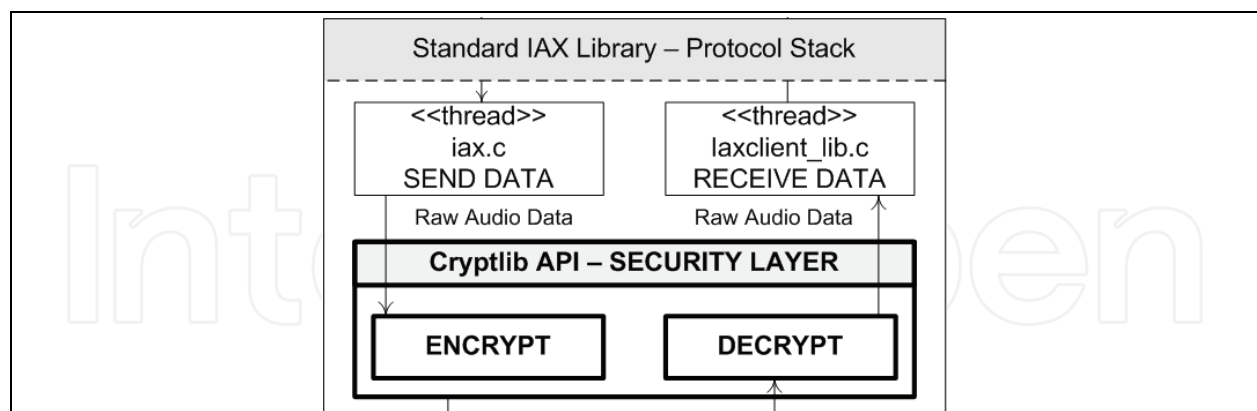 Standard IAX Library – Protocol Stack
<<thread>> <<thread>>
iax.c Iaxclient_lib.c
SEND DATA RECEIVE DATA
Raw Audio Data Raw Audio Data
Cryptlib API – SECURITY LAYER
ENCRYPT DECRYPT